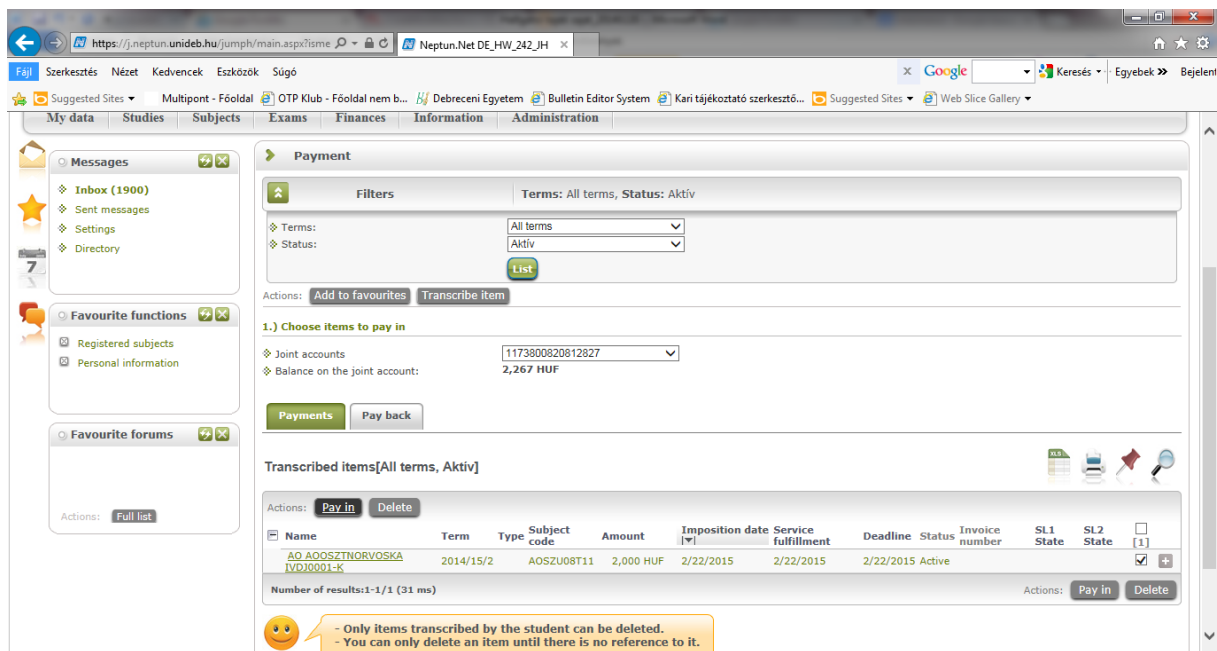 https://j.neptun.unideb.hu/jumph/main.aspx?isme
Neptun.Net DE_HW_242_JH
Fájl Szerkesztés Nézet Kedvencek Eszközök Súgó
x Google Keresés Egyebek >> Bejelent
Suggested Sites Multipont - Főoldal OTP Klub - Főoldal nem b... Debreceni Egyetem Bulletin Editor System Kari tájékoztató szerkesztő... Suggested Sites Web Slice Gallery
My data Studies Subjects Exams Finances Information Administration
Messages
Inbox (1900)
Sent messages
Settings
Directory
7
Favourite functions
Registered subjects
Personal information
Favourite forums
Actions: Full list
Payment
Filters Terms: All terms, Status: Aktív
Terms: All terms
Status: Aktív
List
Actions: Add to favourites Transcribe item
1.) Choose items to pay in
Joint accounts 1173800820812827
Balance on the joint account: 2,267 HUF
Payments Pay back
Transcribed items[All terms, Aktív]
XLS
Actions: Pay in Delete
Name Term Type Subject code Amount Imposition date Service fulfillment Deadline Status Invoice number SL1 State SL2 State [1]
AO AOOSZTNORVOSKA IVDJ0001-K 2014/15/2 AOSZU08T11 2,000 HUF 2/22/2015 2/22/2015 2/22/2015 Active
Number of results:1-1/1 (31 ms) Actions: Pay in Delete
- Only items transcribed by the student can be deleted.
- You can only delete an item until there is no reference to it.